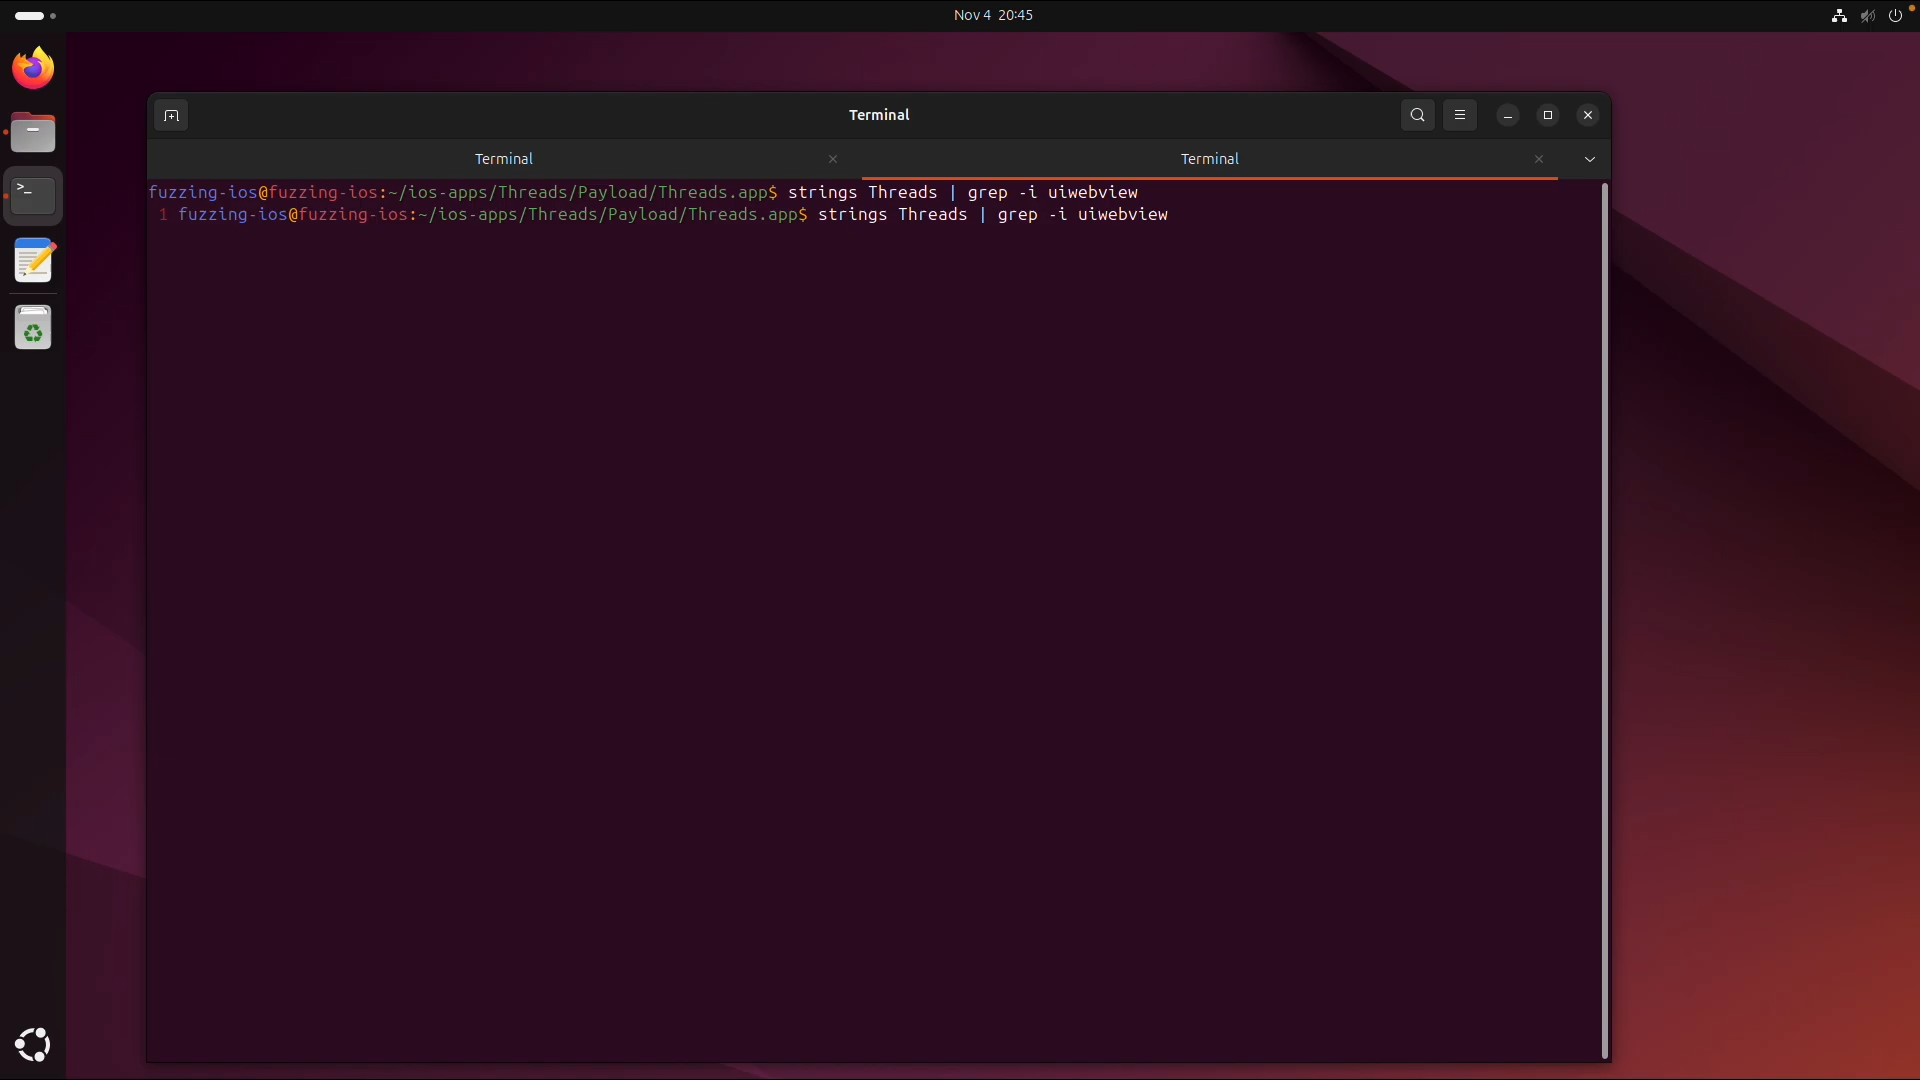 Nov 4 20:45
Terminal
Terminal
Terminal
fuzzing-ios@fuzzing-ios:~/ios-apps/Threads/Payload/Threads.app$ strings Threads | grep -i uiwebview
1 fuzzing-ios@fuzzing-ios:~/ios-apps/Threads/Payload/Threads.app$ strings Threads | grep -i uiwebview